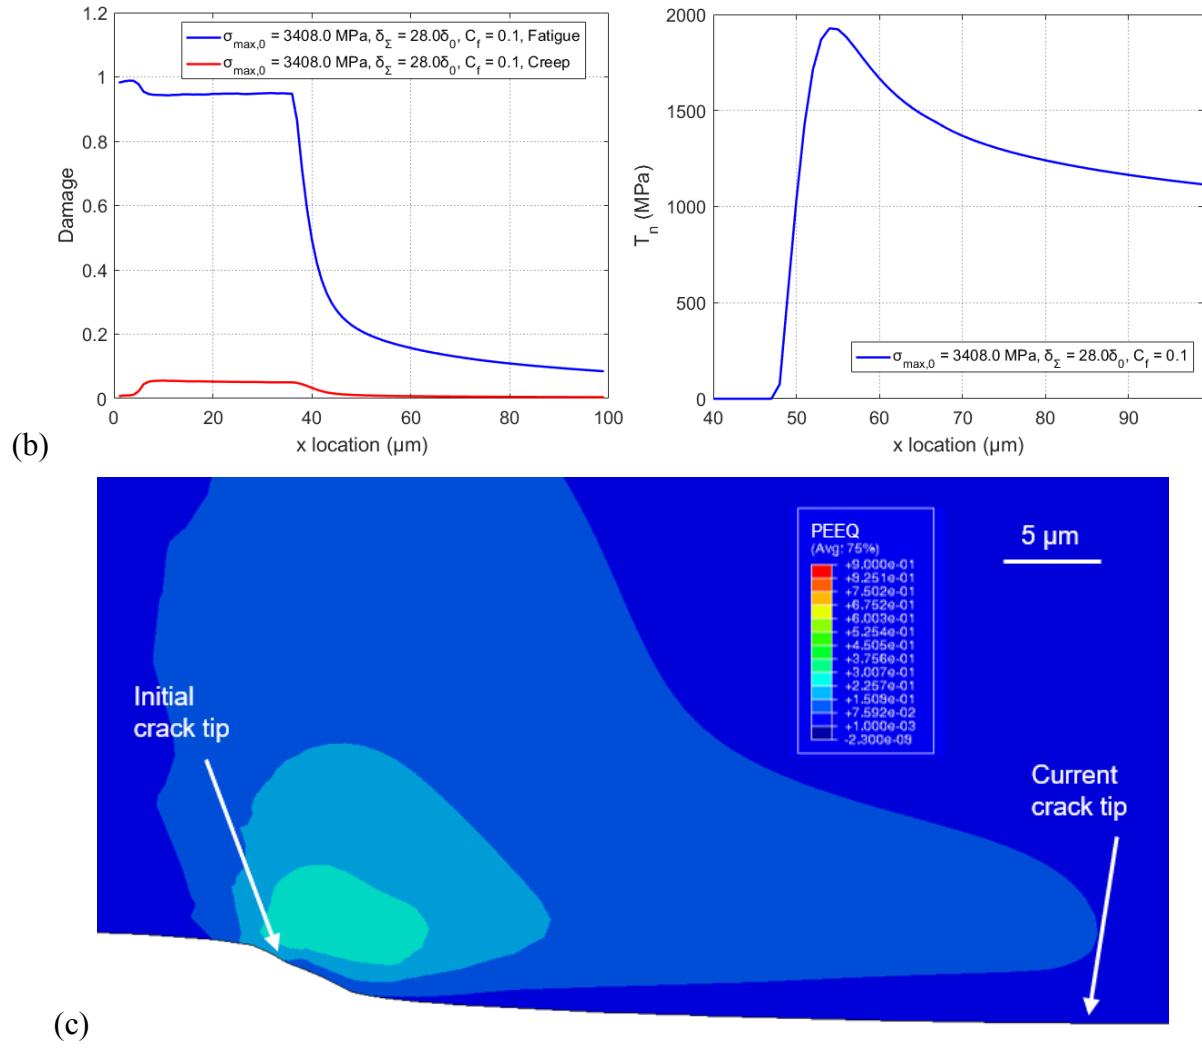 1.2
1
0.8
0.6
0.4
0.2
0
Damage
σmax,0 = 3408.0 MPa, δΣ = 28.0δ0, Cf = 0.1, Fatigue
σmax,0 = 3408.0 MPa, δΣ = 28.0δ0, Cf = 0.1, Creep
0 20 40 60 80 100
x location (µm)
2000
1500
1000
500
0
Tn (MPa)
σmax,0 = 3408.0 MPa, δΣ = 28.0δ0, Cf = 0.1
40 50 60 70 80 90
x location (µm)
(b)
PEEQ
(Avg: 75%)
+9.000e-01
+8.251e-01
+7.502e-01
+6.752e-01
+6.003e-01
+5.254e-01
+4.505e-01
+3.756e-01
+3.007e-01
+2.257e-01
+1.508e-01
+7.592e-02
+1.000e-03
5 µm
Initial
crack tip
Current
crack tip
(c)